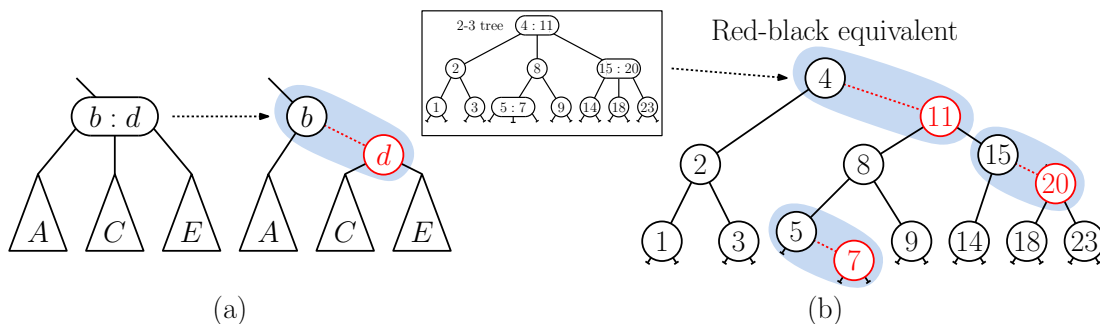 b : d
A C E
b
d
A C E
(a)
2-3 tree
4 : 11
2 8 15 : 20
1 3 5 : 7 9 14 18 23
Red-black equivalent
4
11
2 8 15
20
1 3 5 9 14 18 23
7
(b)